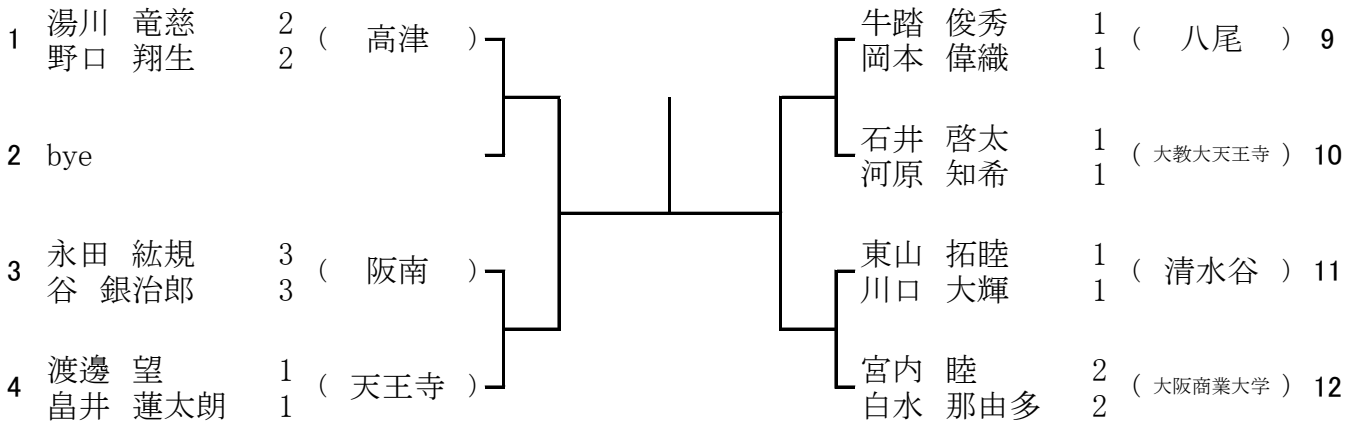 1 湯川 竜慈 2 ( 高津 )
野口 翔生 2
2 bye
3 永田 紘規 3 ( 阪南 )
谷 銀治郎 3
4 渡邊 望 1 ( 天王寺 )
畠井 蓮太朗 1
牛踏 俊秀 1 ( 八尾 ) 9
岡本 偉織 1
石井 啓太 1 ( 大教大天王寺 ) 10
河原 知希 1
東山 拓睦 1 ( 清水谷 ) 11
川口 大輝 1
宮内 睦 2 ( 大阪商業大学 ) 12
白水 那由多 2